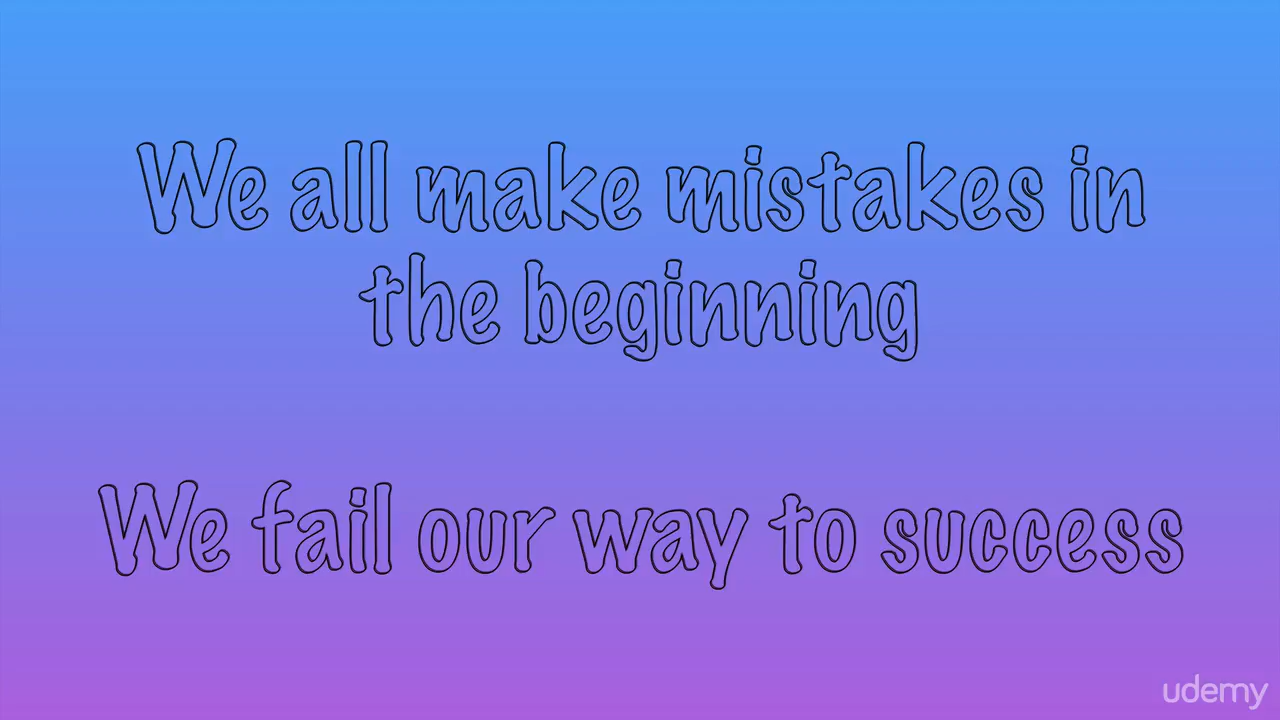 We all make mistakes in
the beginning
We fail our way to success
udemy